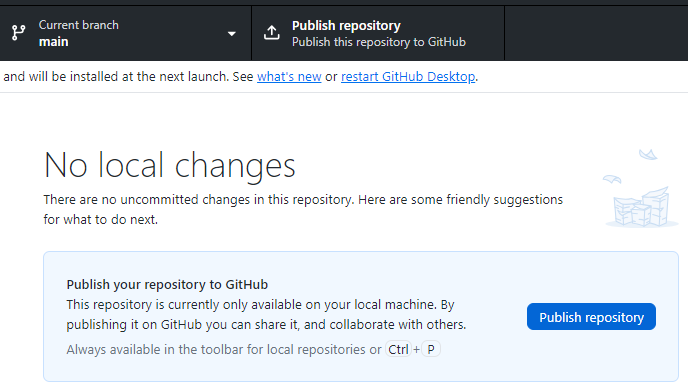 Current branch
main
Publish repository
Publish this repository to GitHub
and will be installed at the next launch. See what's new or restart GitHub Desktop.
No local changes
There are no uncommitted changes in this repository. Here are some friendly suggestions
for what to do next.
Publish your repository to GitHub
This repository is currently only available on your local machine. By
publishing it on GitHub you can share it, and collaborate with others.
Always available in the toolbar for local repositories or Ctrl+P
Publish repository